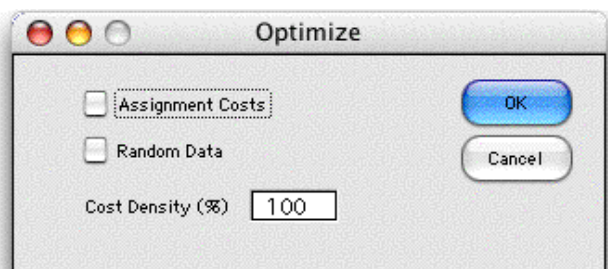 Optimize
Assignment Costs
OK
Random Data
Cancel
Cost Density (%) 100